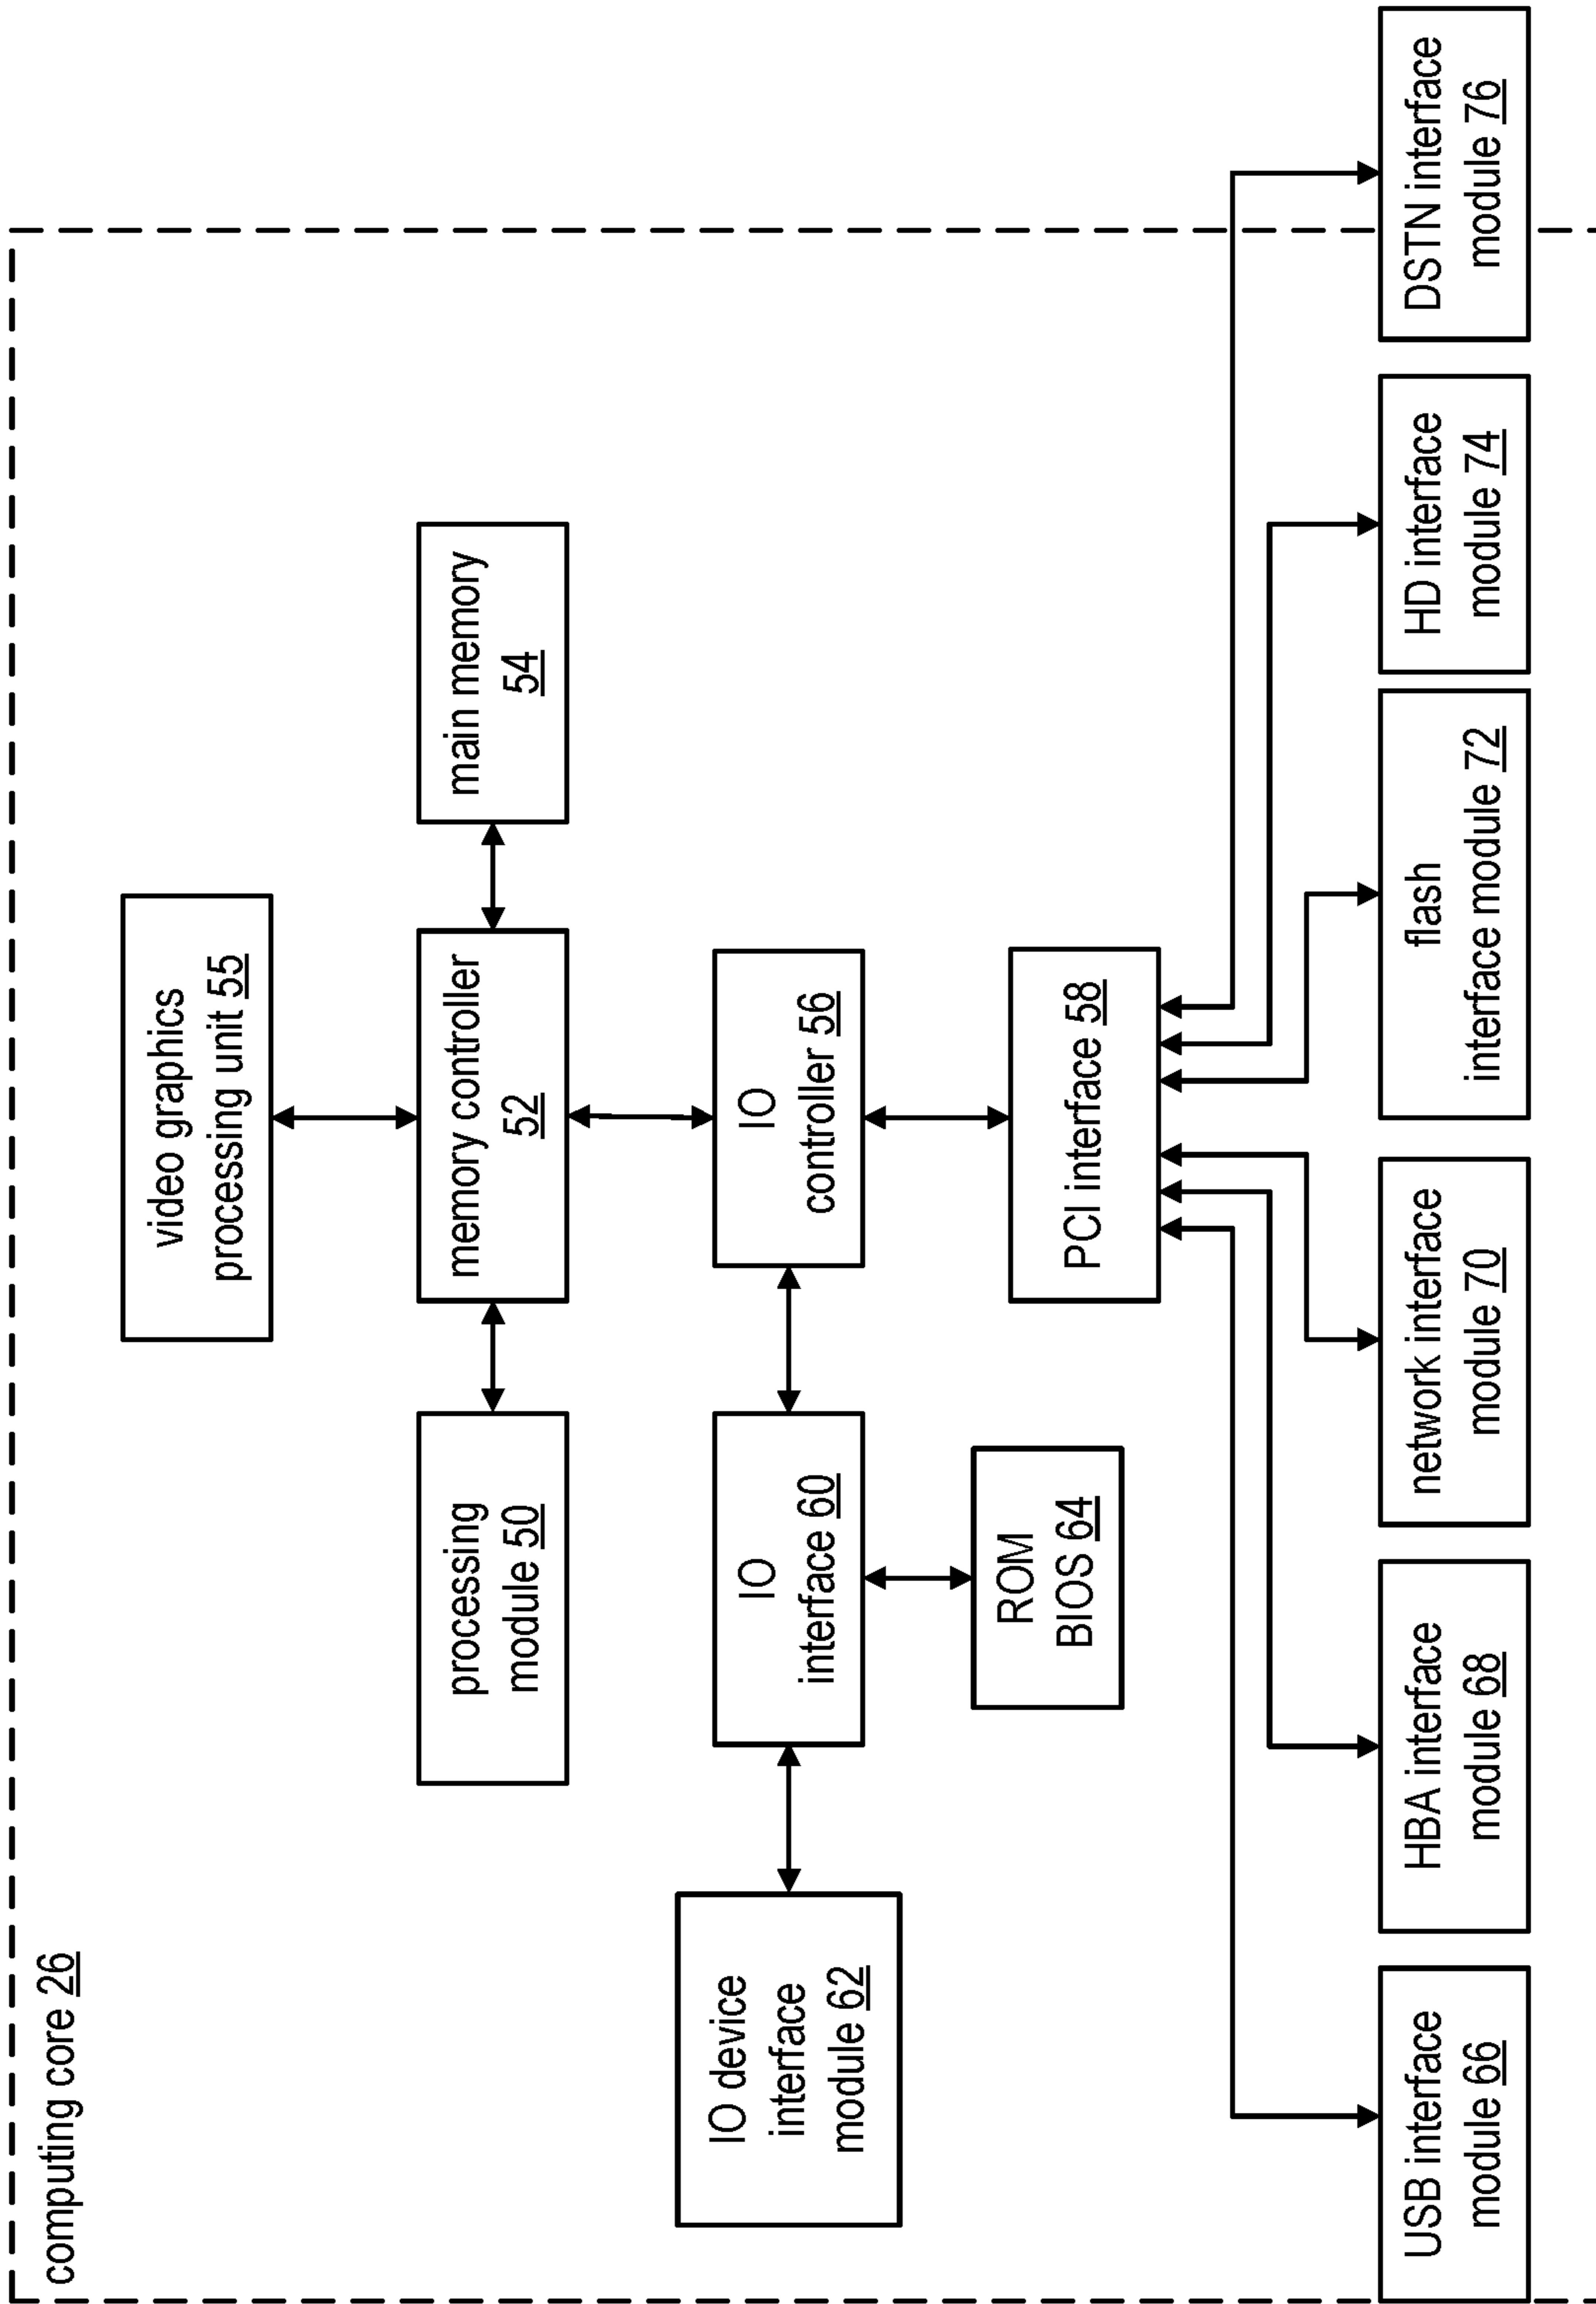 computing core 26
video graphics
processing unit 55
processing
module 50
memory controller
52
main memory
54
IO device
interface
module 62
IO
interface 60
IO
controller 56
ROM
BIOS 64
PCI interface 58
USB interface
module 66
HBA interface
module 68
network interface
module 70
flash
interface module 72
HD interface
module 74
DSTN interface
module 76